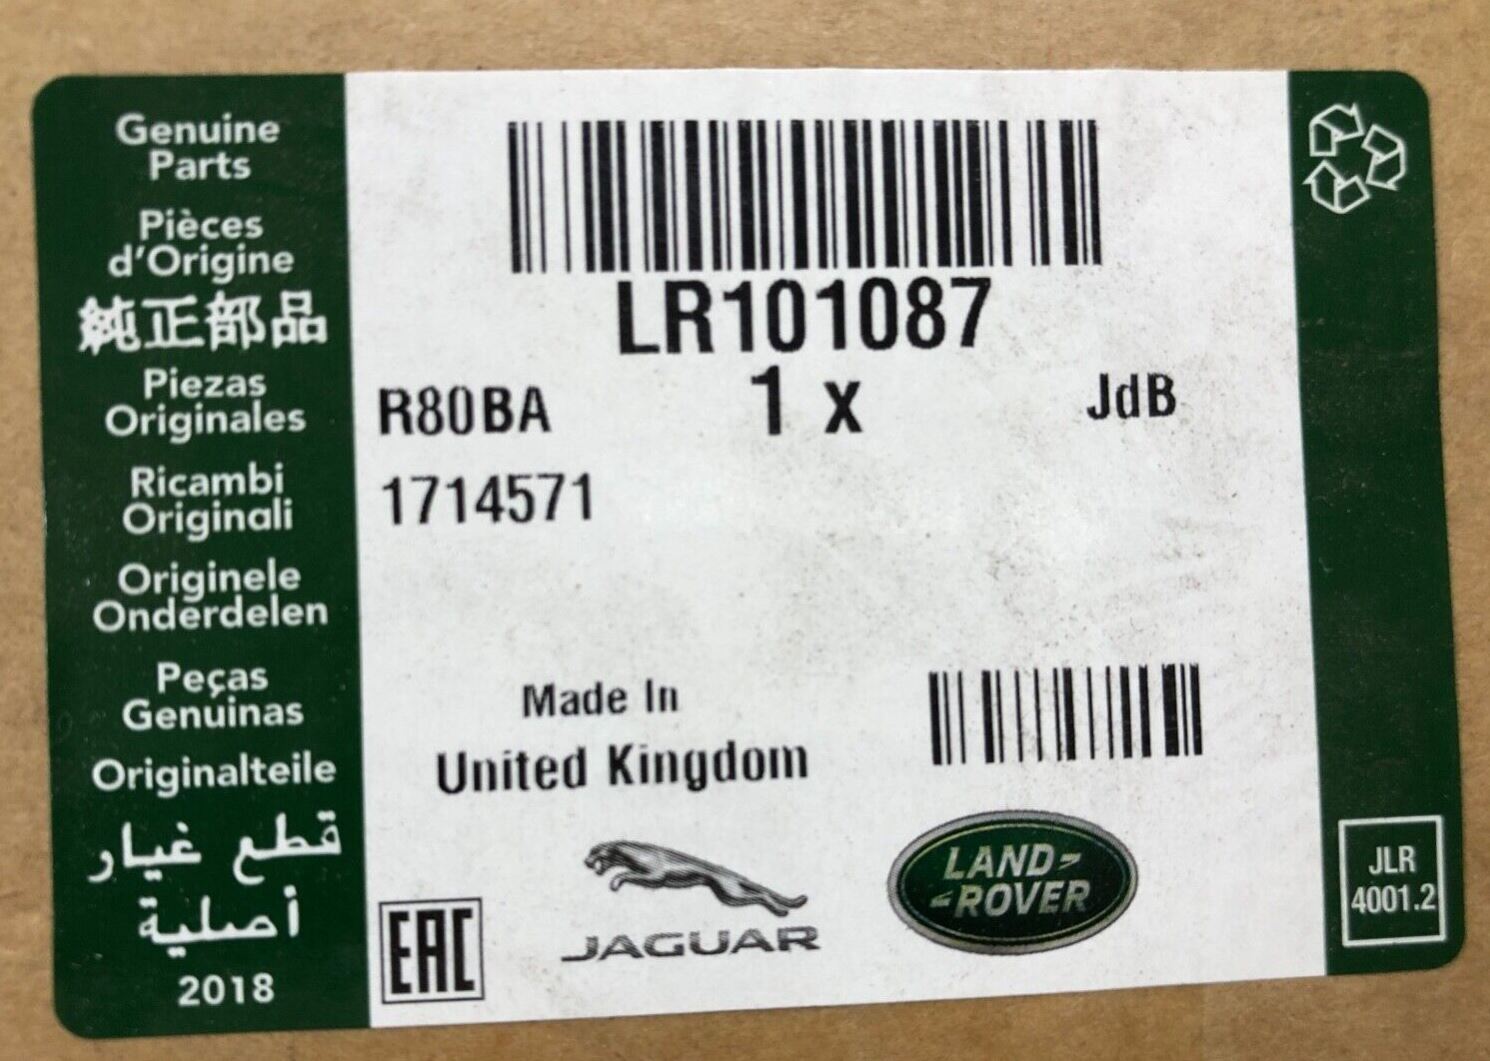 Genuine
Parts
Pièces
d'Origine
純正部品
Piezas
Originales
Ricambi
Originali
Originele
Onderdelen
Peças
Genuinas
Originalteile
قطع غيار
أصلية
2018
LR101087
R80BA 1 x JdB
1714571
Made In
United Kingdom
EAC
JAGUAR
LAND-
-ROVER
JLR
4001.2